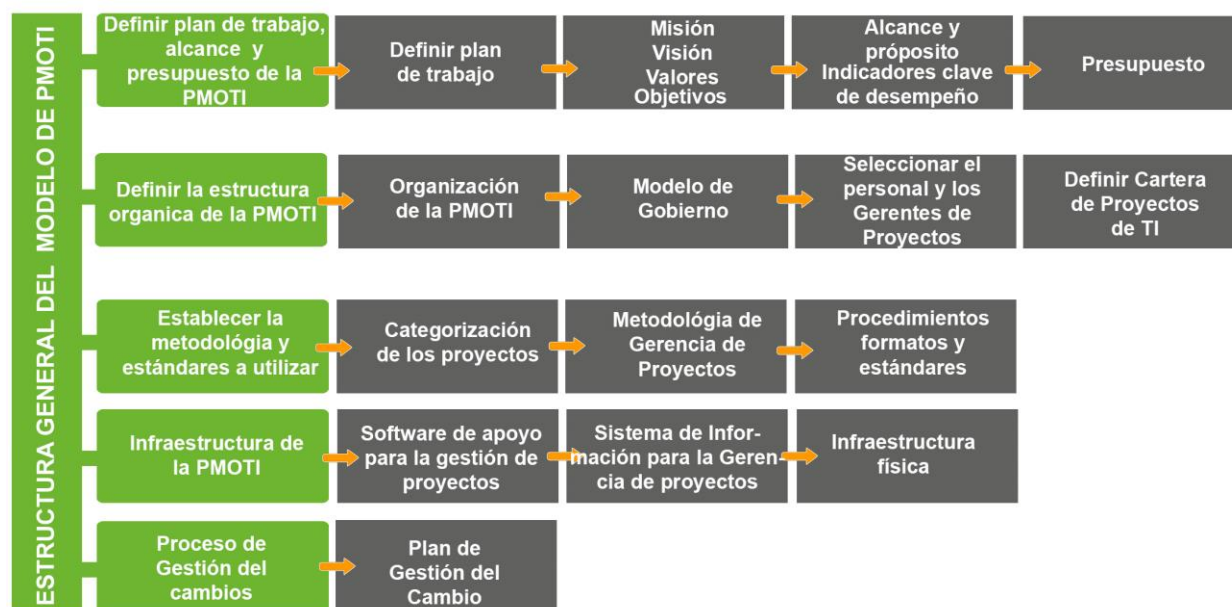 ESTRUCTURA GENERAL DEL MODELO DE PMOTI
Definir plan de trabajo,
alcance y
presupuesto de la
PMOTI
Definir plan
de trabajo
Misión
Visión
Valores
Objetivos
Alcance y
próposito
Indicadores clave
de desempeño
Presupuesto
Definir la estructura
organica de la PMOTI
Organización
de la PMOTI
Modelo de
Gobierno
Seleccionar el
personal y los
Gerentes de
Proyectos
Definir Cartera
de Proyectos
de TI
Establecer la
metodológia y
estándares a utilizar
Categorización
de los proyectos
Metodológia de
Gerencia de
Proyectos
Procedimientos
formatos y
estándares
Infraestructura de
la PMOTI
Software de apoyo
para la gestión de
proyectos
Sistema de Infor-
mación para la Geren-
cia de proyectos
Infraestructura
física
Proceso de
Gestión del
cambios
Plan de
Gestión del
Cambio